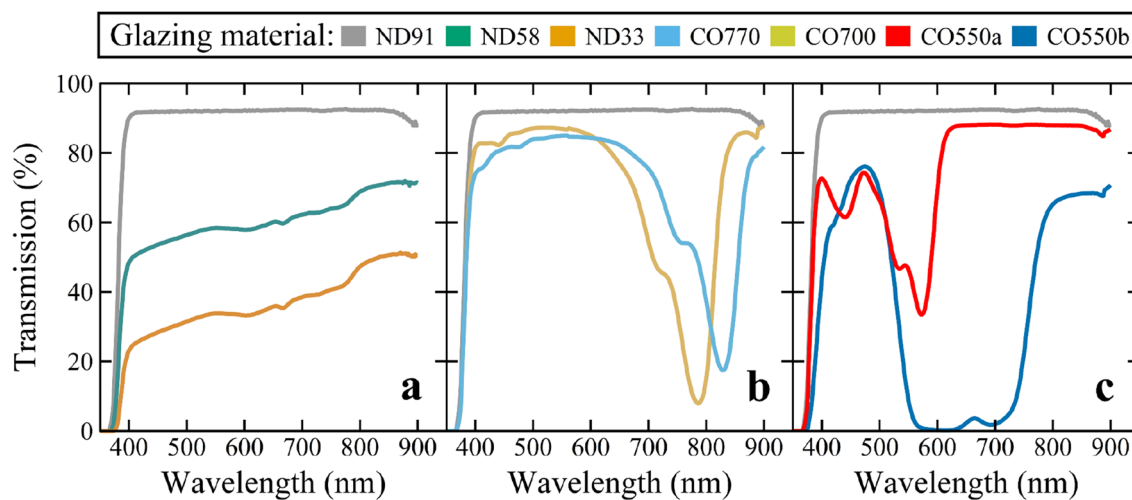 Glazing material: ND91 ND58 ND33 CO770 CO700 CO550a CO550b
100
80
60
40
20
0
Transmission (%)
a
b
c
400 500 600 700 800 900
400 500 600 700 800 900
400 500 600 700 800 900
Wavelength (nm)
Wavelength (nm)
Wavelength (nm)